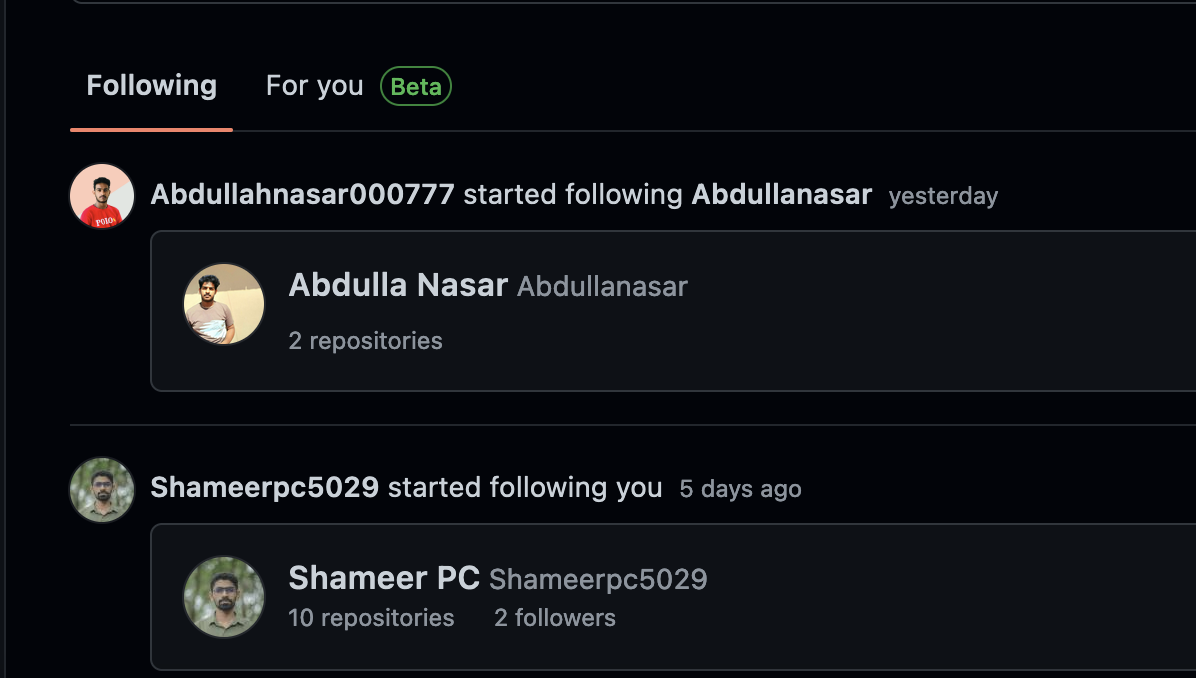 Following For you Beta
Abdullahnasar000777 started following Abdullanasar yesterday
Abdulla Nasar Abdullanasar
2 repositories
Shameerpc5029 started following you 5 days ago
Shameer PC Shameerpc5029
10 repositories 2 followers